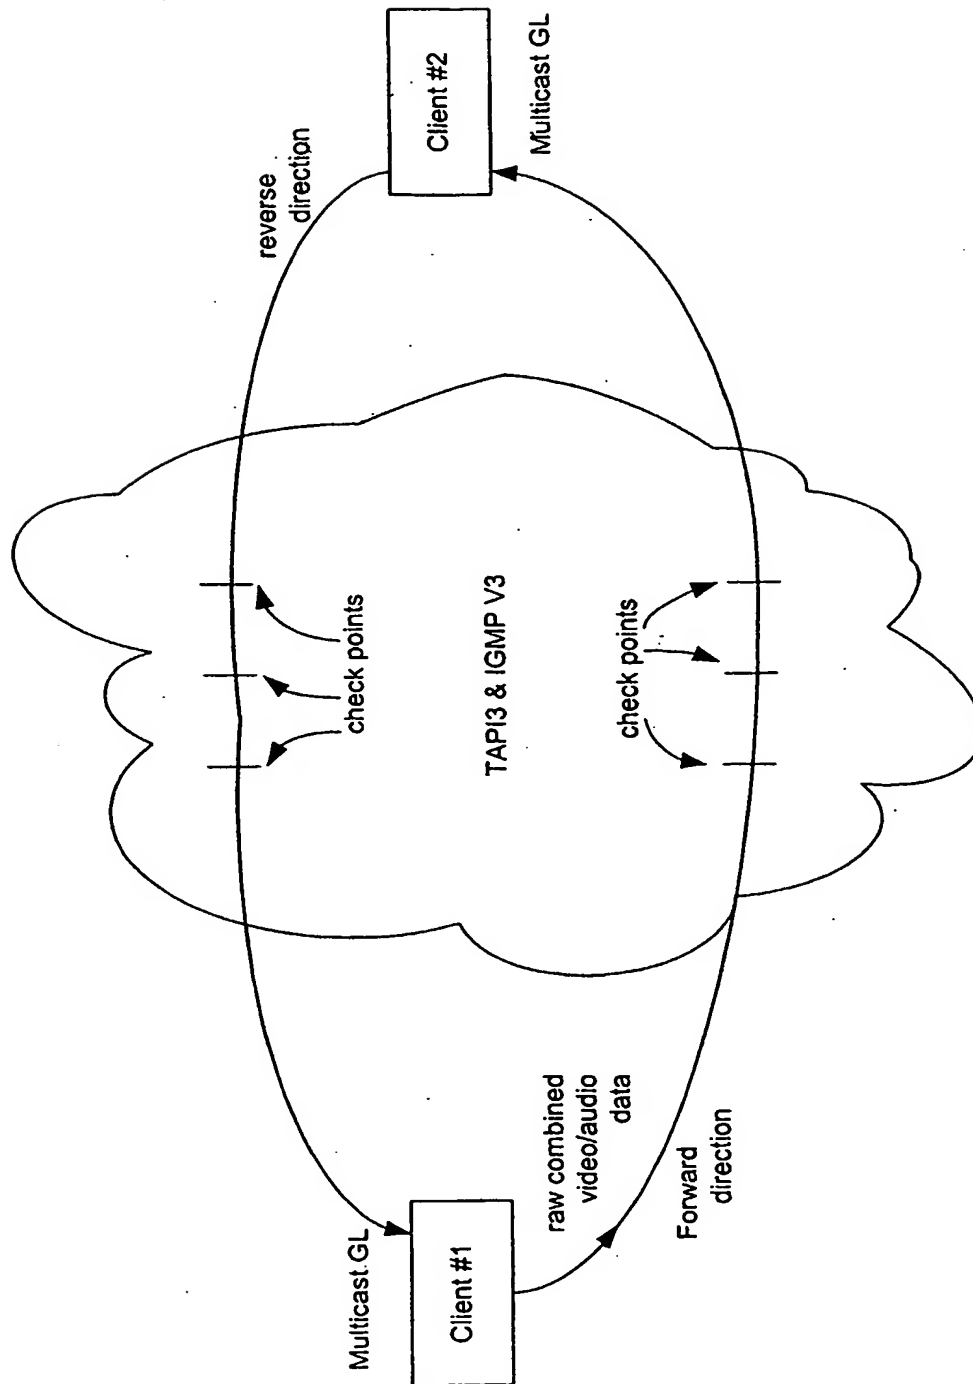 Multicast GL
Client #1
raw combined
video/audio
data
Forward
direction
check points
TAPI3 & IGMP V3
check points
reverse
direction
Client #2
Multicast GL